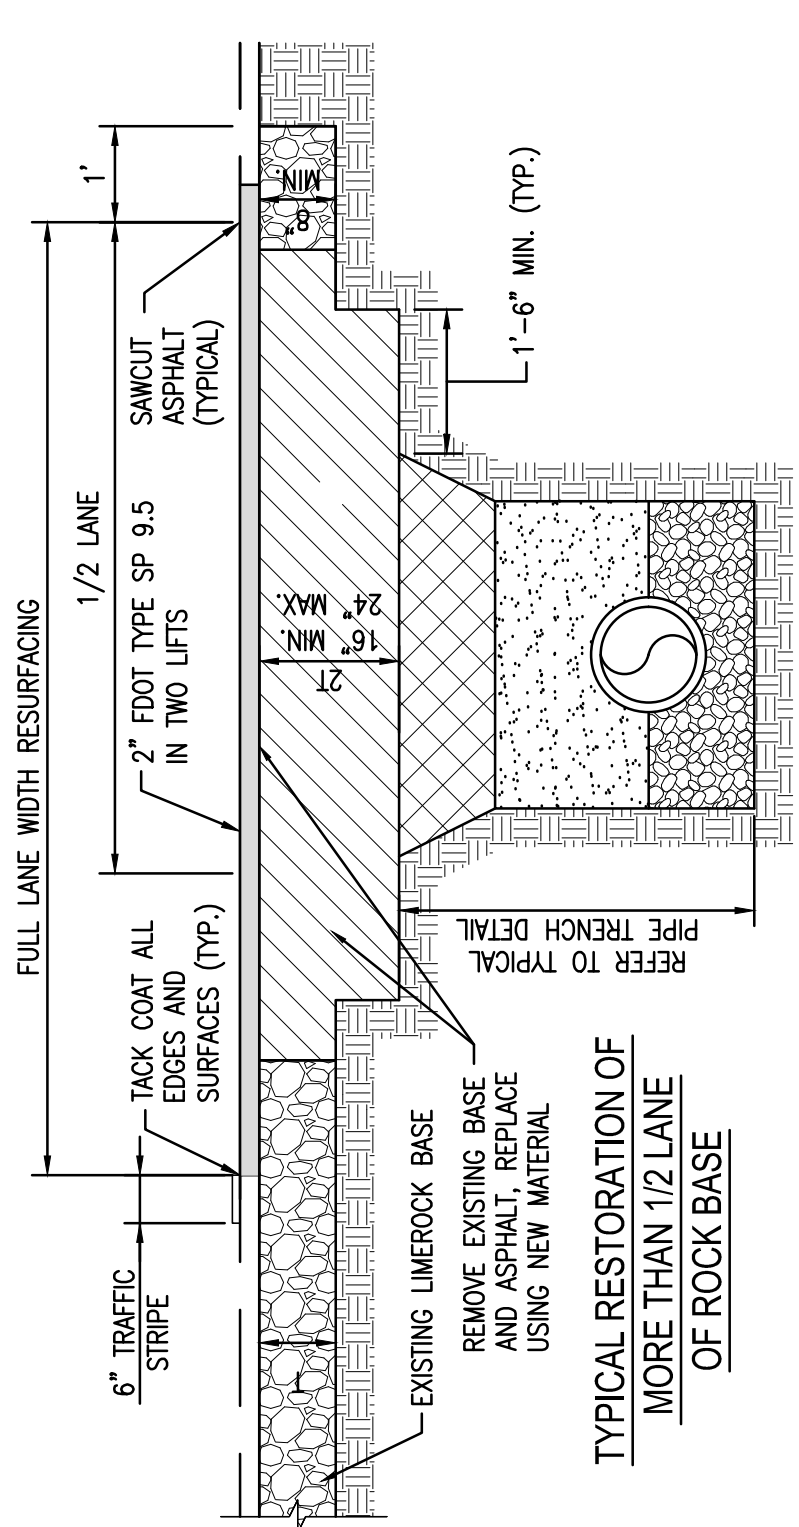 FULL LANE WIDTH RESURFACING
1/2 LANE
1'
6" TRAFFIC
STRIPE
TACK COAT ALL
EDGES AND
SURFACES (TYP.)
2" FDOT TYPE SP 9.5
IN TWO LIFTS
SAWCUT
ASPHALT
(TYPICAL)
T
2T
16" MIN.
24" MAX.
8"
MIN.
1'-6" MIN. (TYP.)
EXISTING LIMEROCK BASE
REMOVE EXISTING BASE
AND ASPHALT, REPLACE
USING NEW MATERIAL
REFER TO TYPICAL
PIPE TRENCH DETAIL
TYPICAL RESTORATION OF
MORE THAN 1/2 LANE
OF ROCK BASE